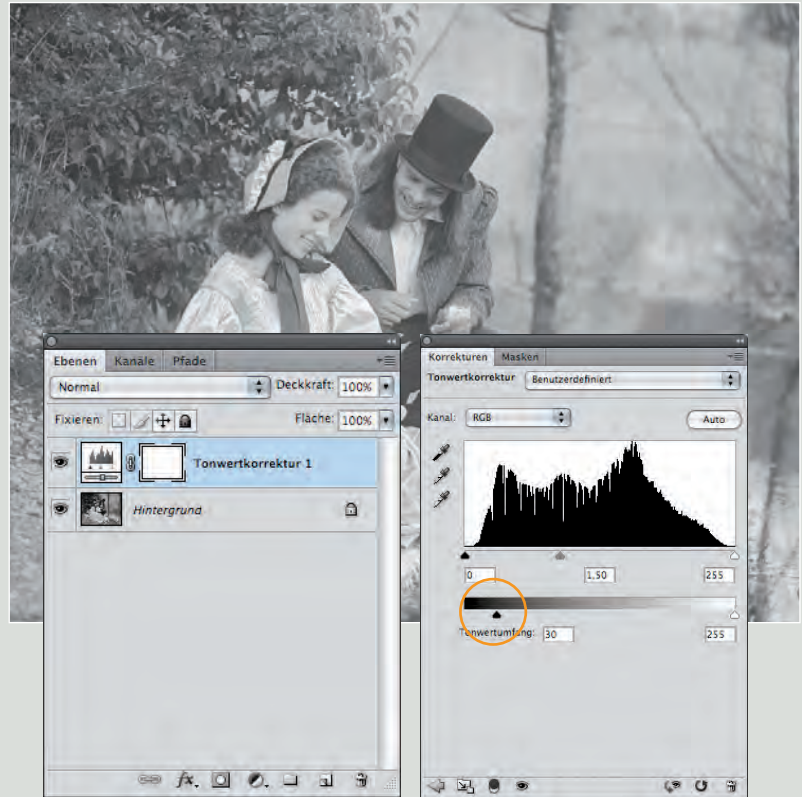 Ebenen Kanäle Pfade
Normal Deckkraft: 100%
Fixieren: Fläche: 100%
Tonwertkorrektur 1
Hintergrund
fx.
Korrekturen Masken
Tonwertkorrektur Benutzerdefiniert
Kanal: RGB Auto
0 1,50 255
Tonwertumfang: 30 255